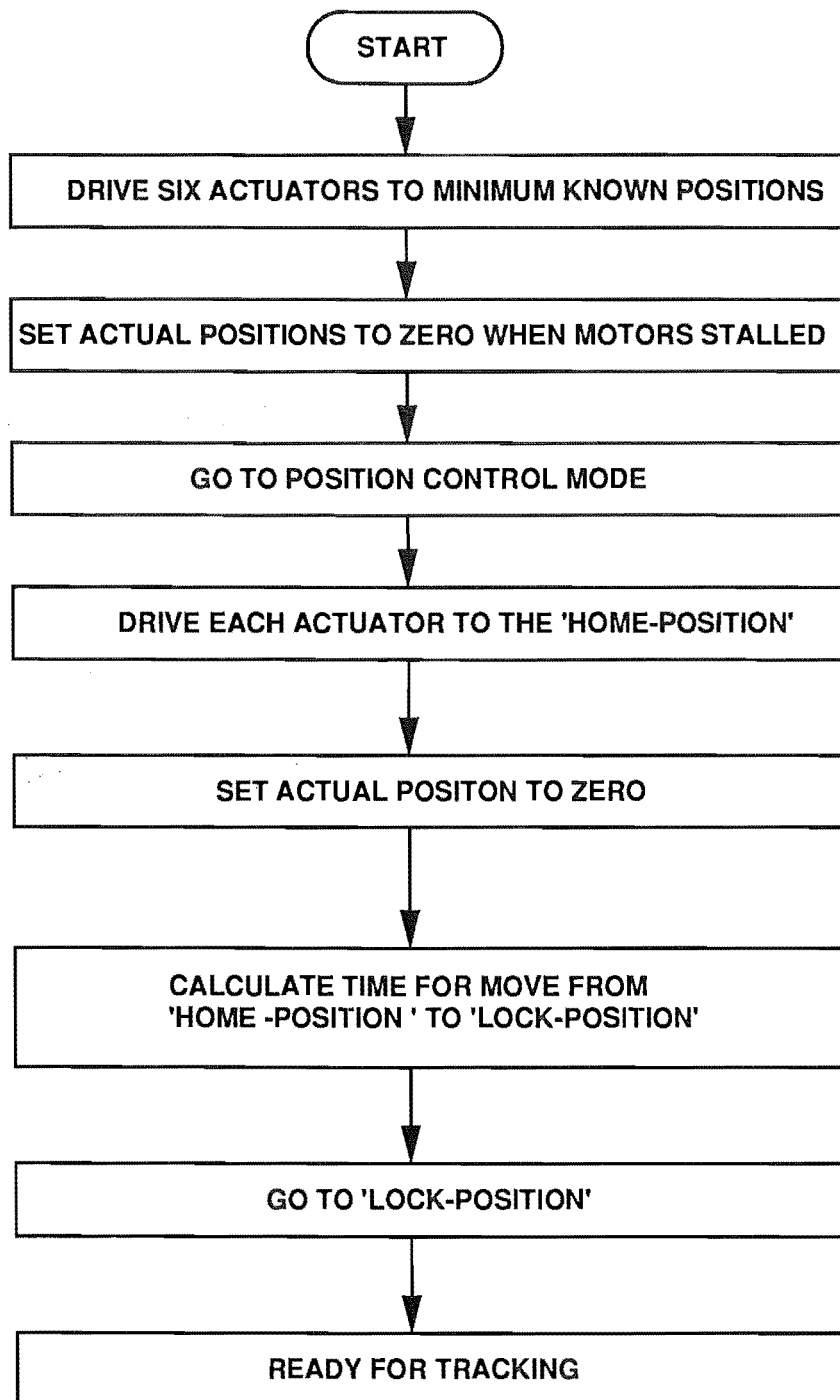 START
DRIVE SIX ACTUATORS TO MINIMUM KNOWN POSITIONS
SET ACTUAL POSITIONS TO ZERO WHEN MOTORS STALLED
GO TO POSITION CONTROL MODE
DRIVE EACH ACTUATOR TO THE 'HOME-POSITION'
SET ACTUAL POSITON TO ZERO
CALCULATE TIME FOR MOVE FROM
'HOME -POSITION ' TO 'LOCK-POSITION'
GO TO 'LOCK-POSITION'
READY FOR TRACKING